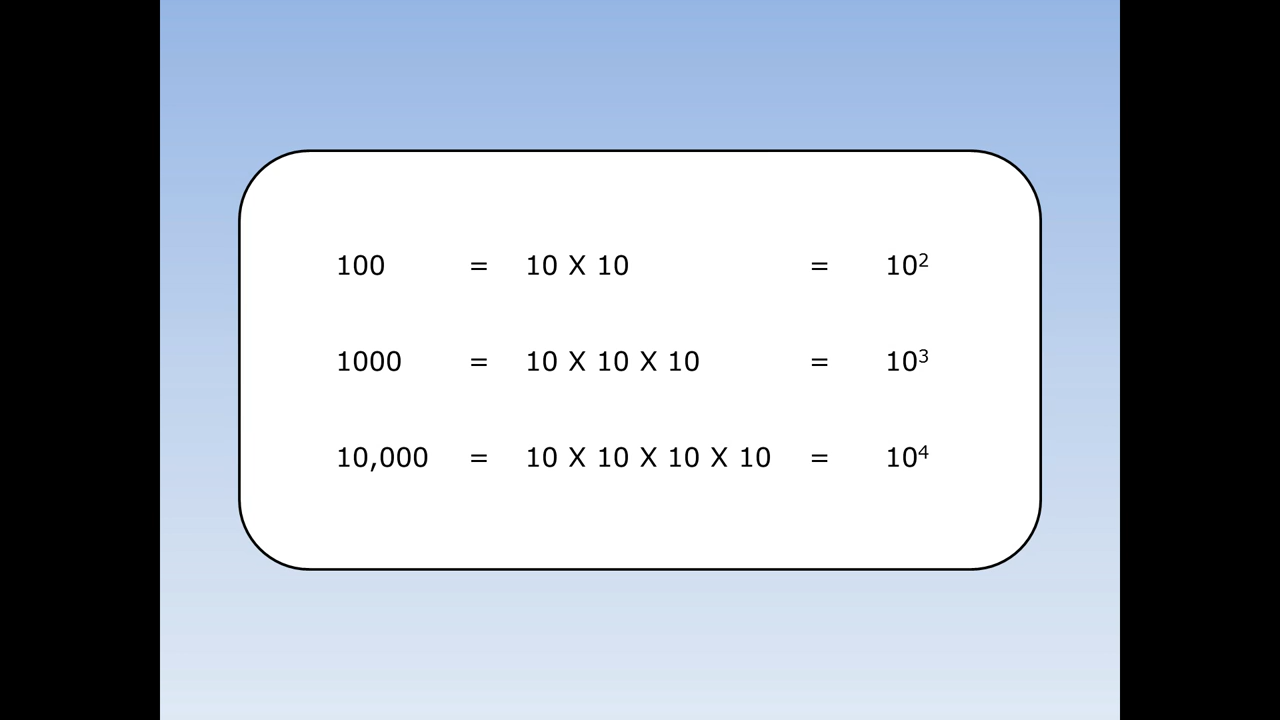 100 = 10 X 10 = 10²
1000 = 10 X 10 X 10 = 10³
10,000 = 10 X 10 X 10 X 10 = 10⁴